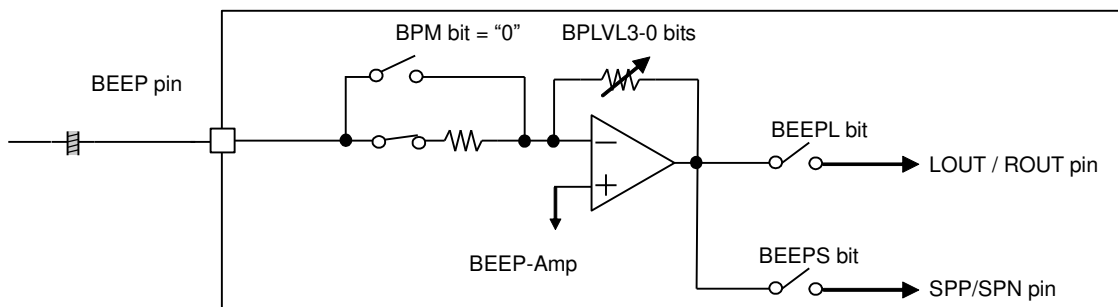 BPM bit = “0”
BPLVL3-0 bits
BEEP pin
BEEPL bit
LOUT / ROUT pin
−
+
BEEP-Amp
BEEPS bit
SPP/SPN pin